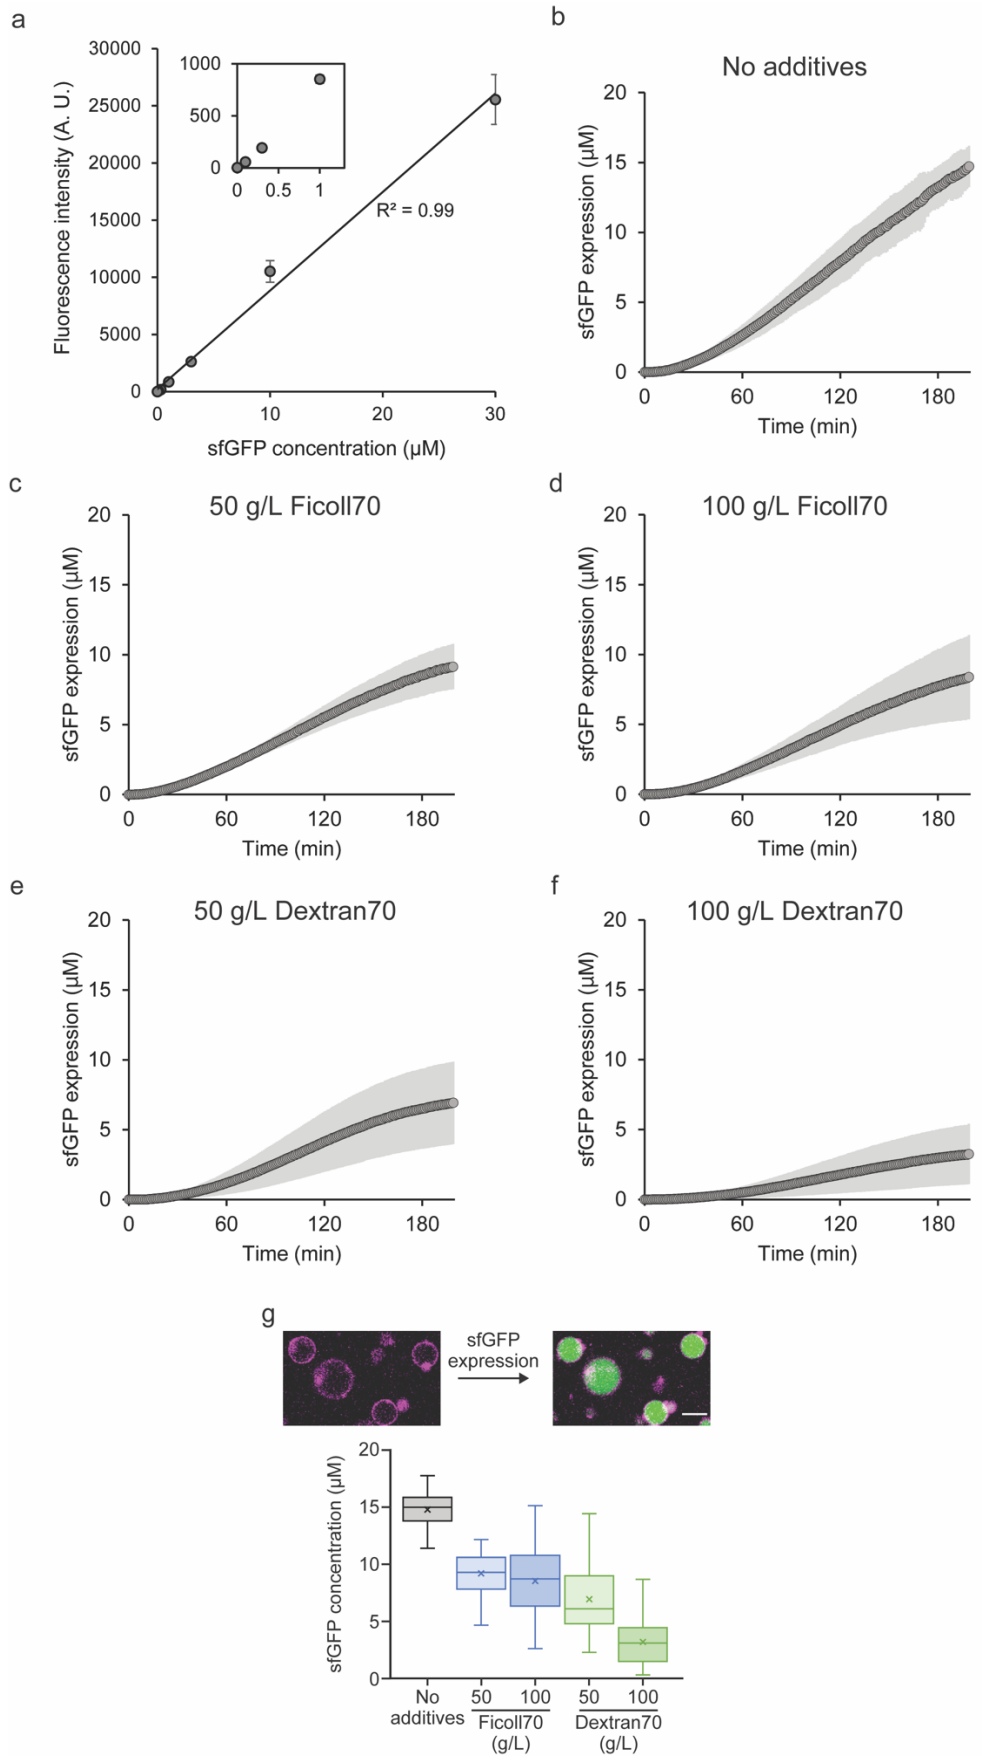 a
30000
25000
20000
15000
10000
5000
0
Fluorescence intensity (A. U.)
1000
500
0
0 0.5 1
R² = 0.99
0 10 20 30
sfGFP concentration (µM)
b
No additives
20
15
10
5
0
sfGFP expression (µM)
0 60 120 180
Time (min)
c
50 g/L Ficoll70
20
15
10
5
0
sfGFP expression (µM)
0 60 120 180
Time (min)
d
100 g/L Ficoll70
20
15
10
5
0
sfGFP expression (µM)
0 60 120 180
Time (min)
e
50 g/L Dextran70
20
15
10
5
0
sfGFP expression (µM)
0 60 120 180
Time (min)
f
100 g/L Dextran70
20
15
10
5
0
sfGFP expression (µM)
0 60 120 180
Time (min)
g
sfGFP
expression
20
15
10
5
0
sfGFP concentration (µM)
No
additives
50 100
Ficoll70
(g/L)
50 100
Dextran70
(g/L)